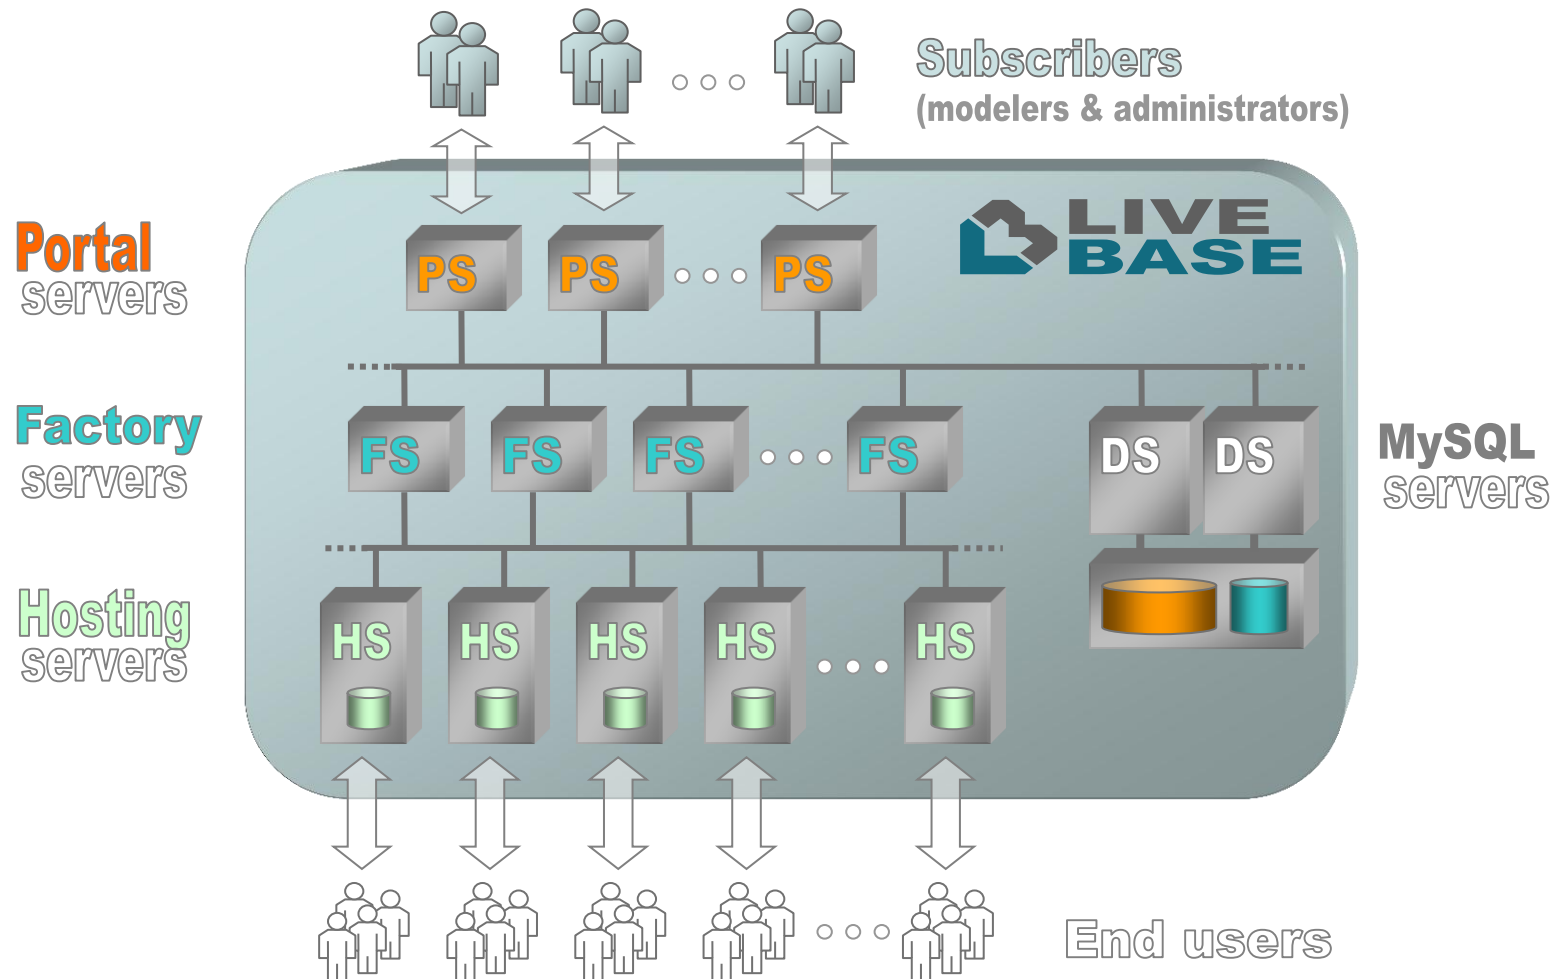 Subscribers
(modelers & administrators)
LIVE
BASE
Portal
servers
PS PS PS
Factory
servers
FS FS FS FS
DS DS
MySQL
servers
Hosting
servers
HS HS HS HS HS
End users